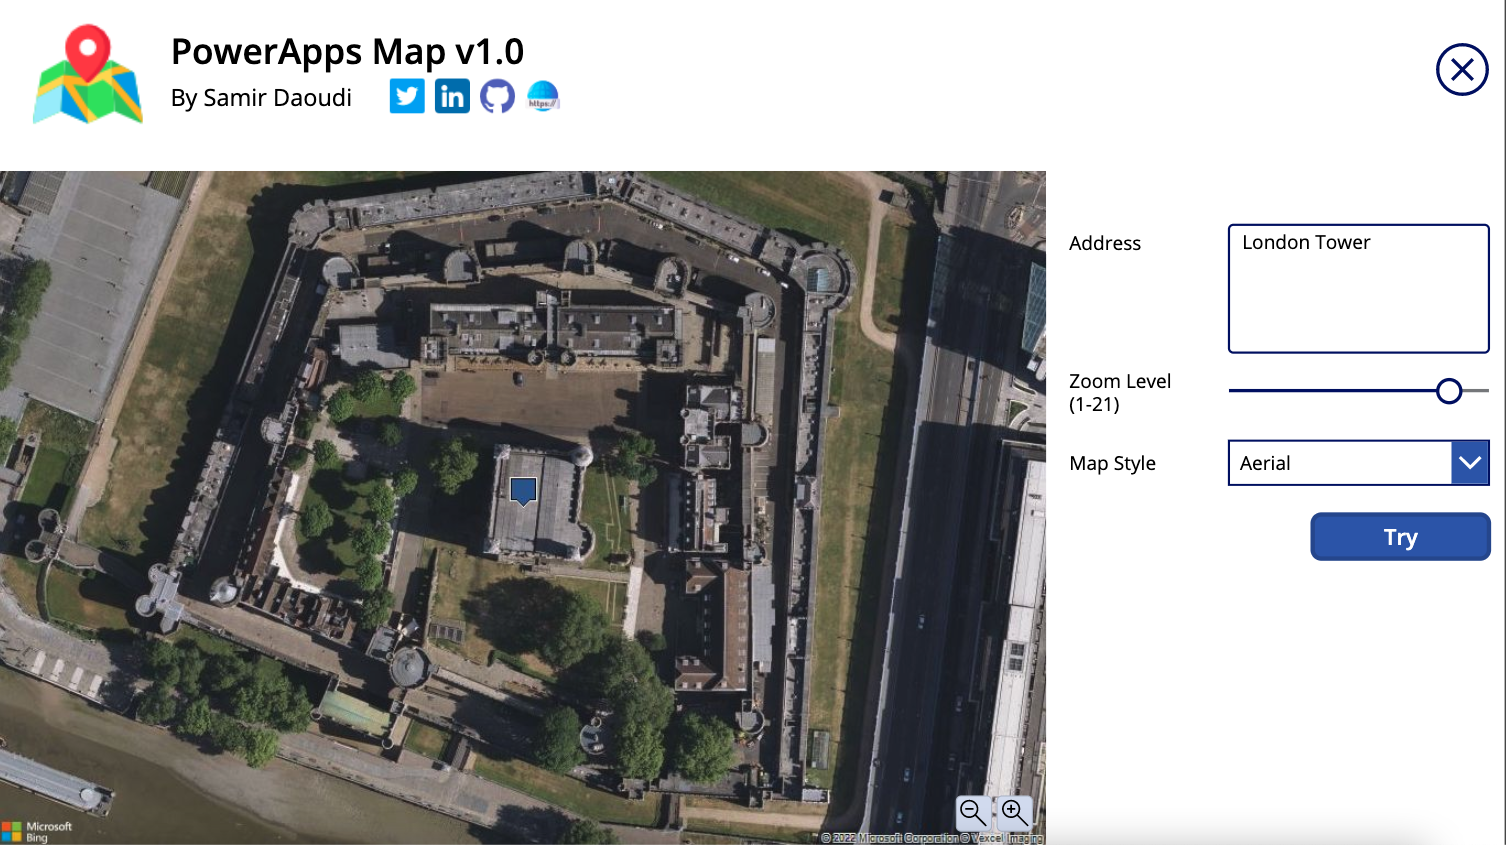 PowerApps Map v1.0
By Samir Daoudi
in
https://
Address
London Tower
Zoom Level
(1-21)
Map Style
Aerial
Try
Microsoft
Bing
© 2022 Microsoft Corporation © Vexcel Imaging